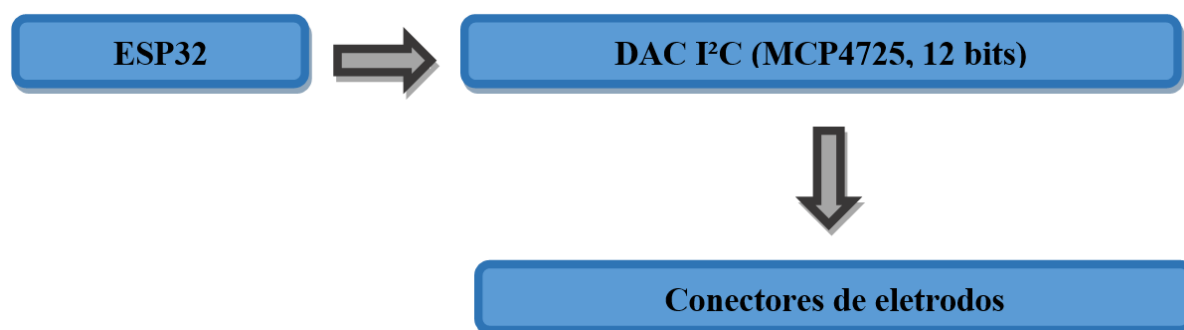 ESP32
DAC I²C (MCP4725, 12 bits)
Conectores de eletrodos